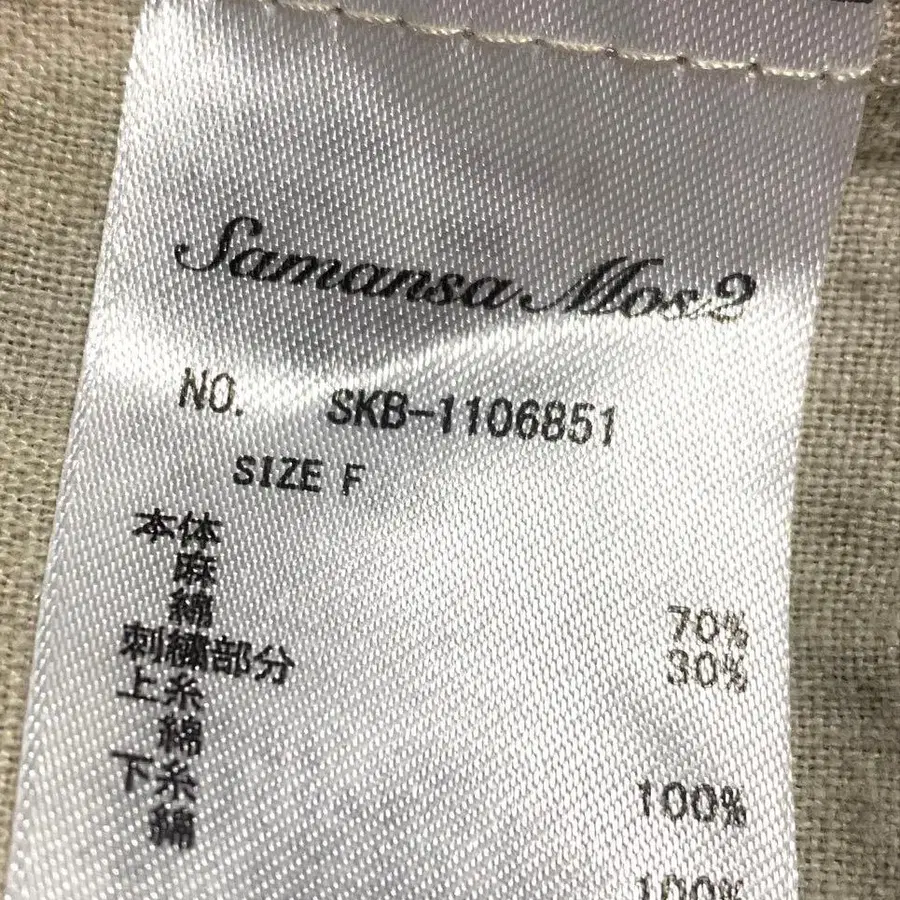 Samansa Mos2
NO. SKB-1106851
SIZE F
本体
麻 70%
綿 30%
刺繍部分
上糸
綿 100%
下糸
綿 100%